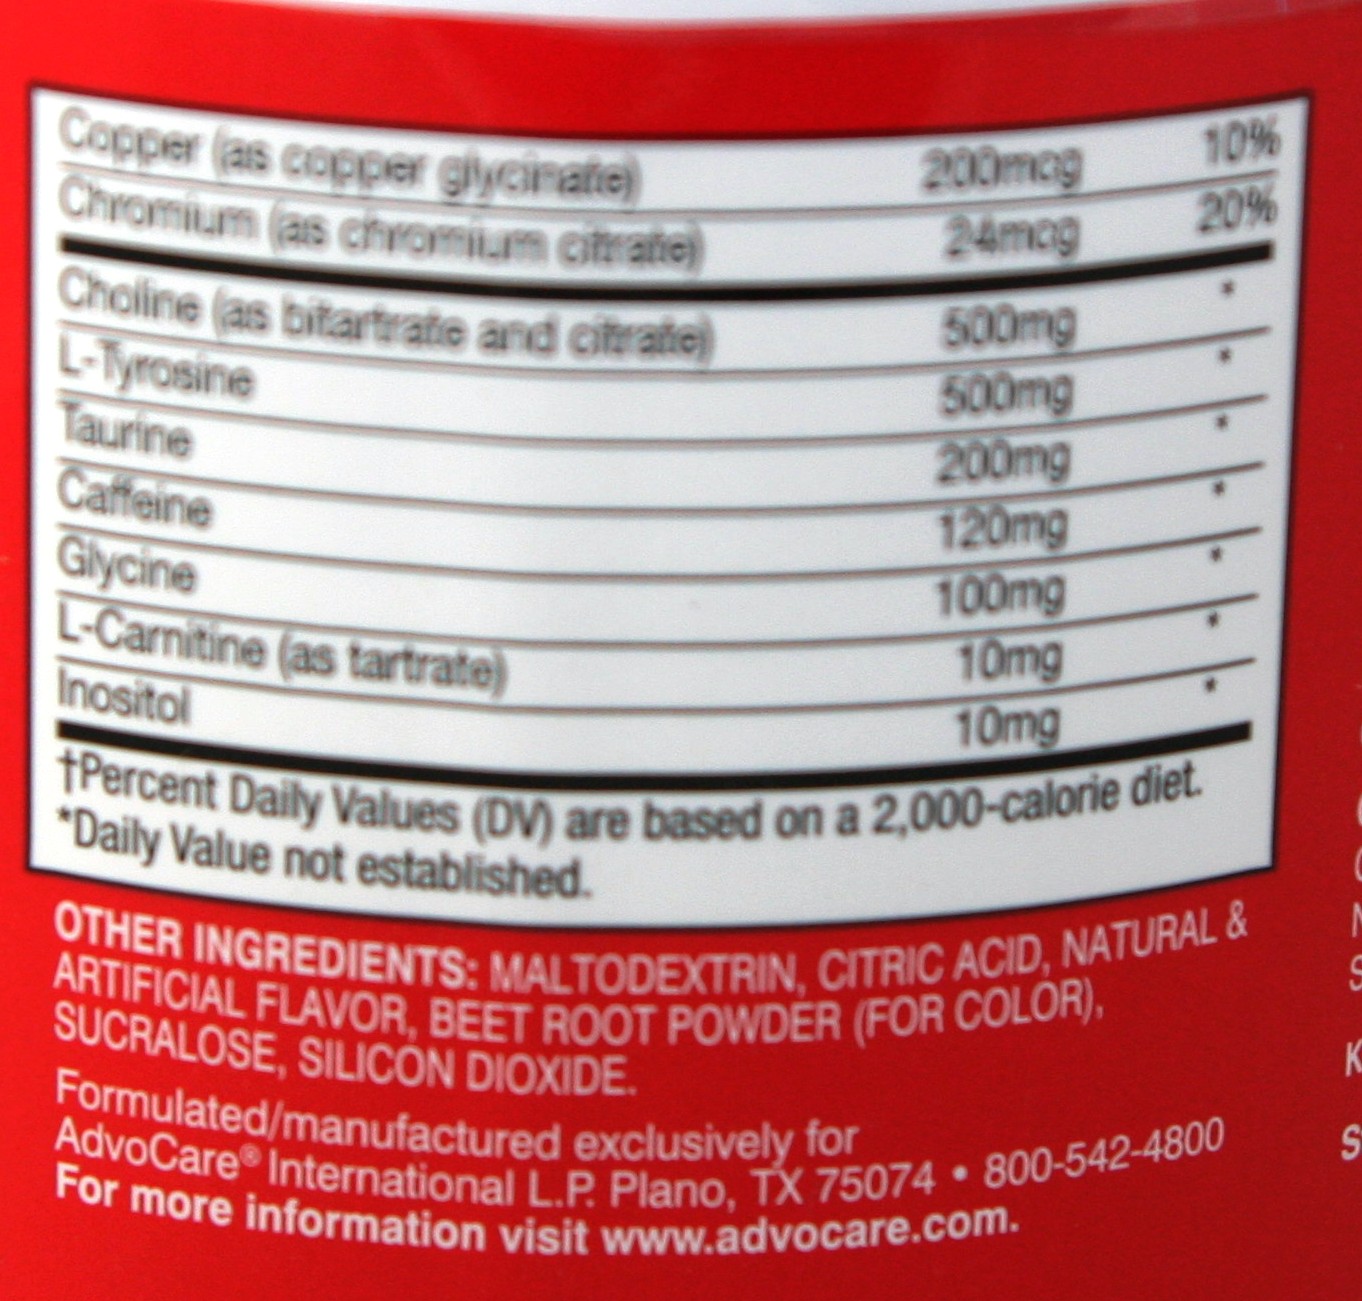 Copper (as copper glycinate) 200mcg 10%
Chromium (as chromium citrate) 24mcg 20%
Choline (as bitartrate and citrate) 500mg *
L-Tyrosine 500mg *
Taurine 200mg *
Caffeine 120mg *
Glycine 100mg *
L-Carnitine (as tartrate) 10mg *
Inositol 10mg *
†Percent Daily Values (DV) are based on a 2,000-calorie diet.
*Daily Value not established.
OTHER INGREDIENTS: MALTODEXTRIN, CITRIC ACID, NATURAL &
ARTIFICIAL FLAVOR, BEET ROOT POWDER (FOR COLOR),
SUCRALOSE, SILICON DIOXIDE.
Formulated/manufactured exclusively for
AdvoCare® International L.P. Plano, TX 75074 • 800-542-4800
For more information visit www.advocare.com.